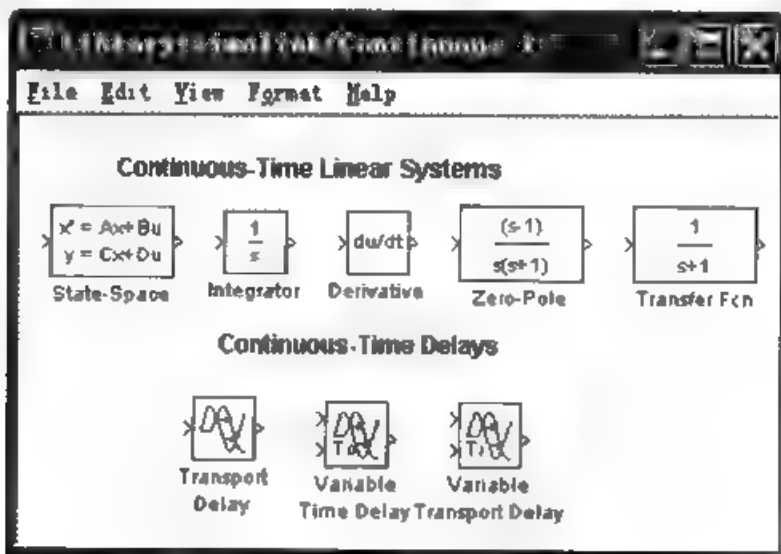 File Edit View Format Help
Continuous-Time Linear Systems
x' = Ax+Bu
y = Cx+Du
State-Space
1
s
Integrator
du/dt
Derivative
(s-1)
s(s+1)
Zero-Pole
1
s+1
Transfer Fcn
Continuous-Time Delays
Transport
Delay
Variable
Time Delay
Variable
Transport Delay